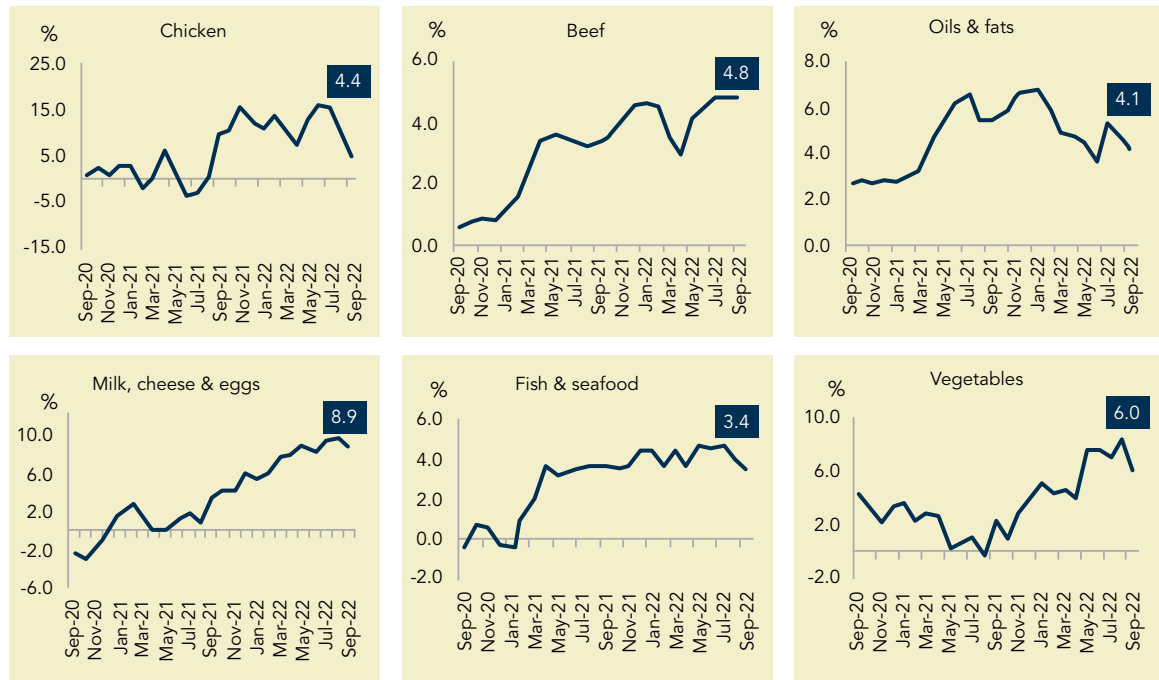 Chicken
%
4.4
25.0
15.0
5.0
-5.0
-15.0
Sep-20
Nov-20
Jan-21
Mar-21
May-21
Jul-21
Sep-21
Nov-21
Jan-22
Mar-22
May-22
Jul-22
Sep-22
Beef
%
4.8
6.0
4.0
2.0
0.0
Sep-20
Nov-20
Jan-21
Mar-21
May-21
Jul-21
Sep-21
Nov-21
Jan-22
Mar-22
May-22
Jul-22
Sep-22
Oils & fats
%
4.1
8.0
6.0
4.0
2.0
0.0
Sep-20
Nov-20
Jan-21
Mar-21
May-21
Jul-21
Sep-21
Nov-21
Jan-22
Mar-22
May-22
Jul-22
Sep-22
Milk, cheese & eggs
%
8.9
10.0
6.0
2.0
-2.0
-6.0
Sep-20
Nov-20
Jan-21
Mar-21
May-21
Jul-21
Sep-21
Nov-21
Jan-22
Mar-22
May-22
Jul-22
Sep-22
Fish & seafood
%
3.4
6.0
4.0
2.0
0.0
-2.0
Sep-20
Nov-20
Jan-21
Mar-21
May-21
Jul-21
Sep-21
Nov-21
Jan-22
Mar-22
May-22
Jul-22
Sep-22
Vegetables
%
6.0
10.0
6.0
2.0
-2.0
Sep-20
Nov-20
Jan-21
Mar-21
May-21
Jul-21
Sep-21
Nov-21
Jan-22
Mar-22
May-22
Jul-22
Sep-22